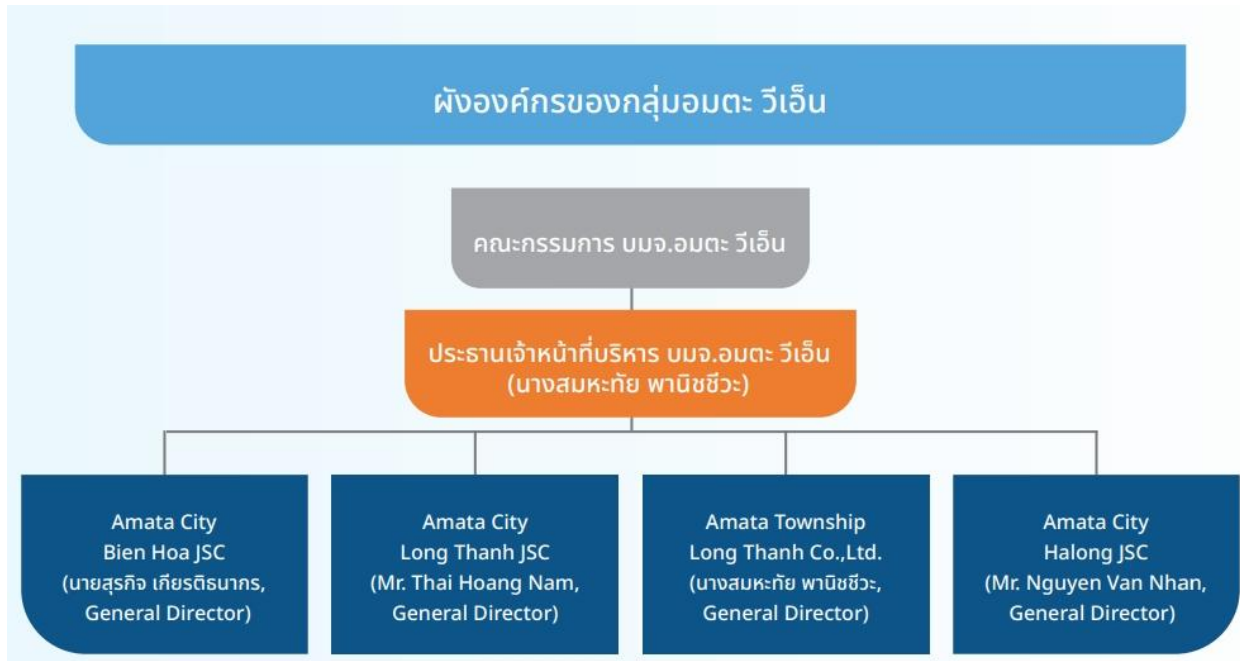 ผังองค์กรของกลุ่มอมตะ วีเอ็น
คณะกรรมการ บมจ.อมตะ วีเอ็น
ประธานเจ้าหน้าที่บริหาร บมจ.อมตะ วีเอ็น
(นางสมหะทัย พานิชชีวะ)
Amata City
Bien Hoa JSC
(นายสุรกิจ เกียรติธนากร,
General Director)
Amata City
Long Thanh JSC
(Mr. Thai Hoang Nam,
General Director)
Amata Township
Long Thanh Co.,Ltd.
(นางสมหะทัย พานิชชีวะ,
General Director)
Amata City
Halong JSC
(Mr. Nguyen Van Nhan,
General Director)